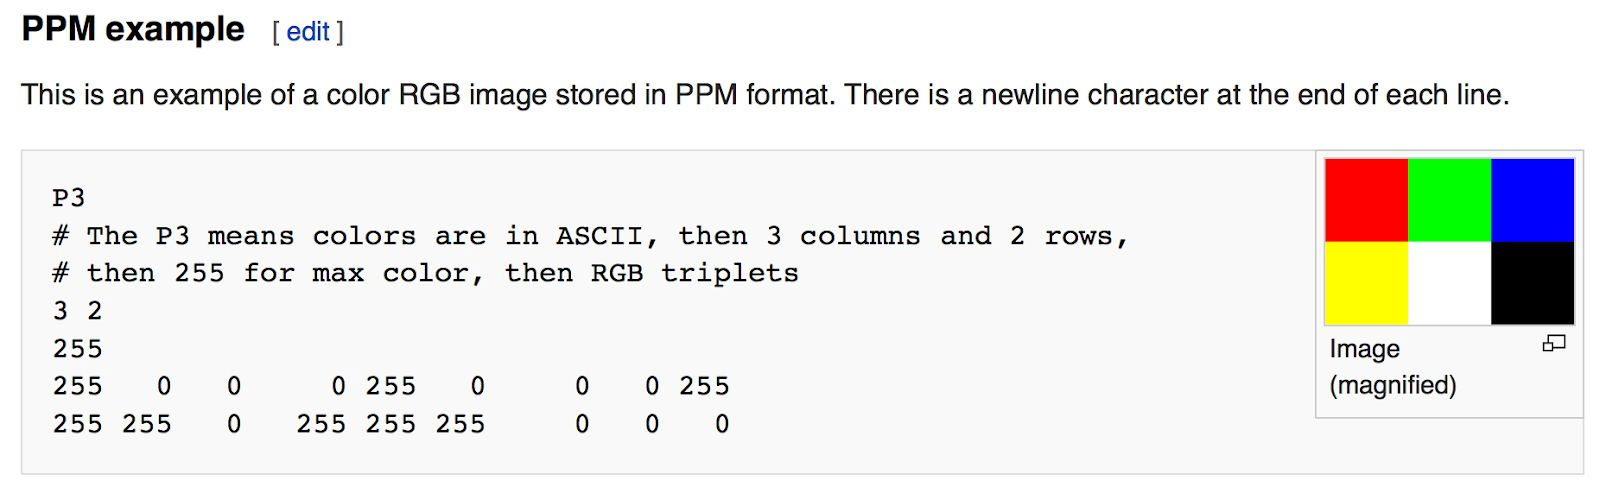 PPM example [ edit ]
This is an example of a color RGB image stored in PPM format. There is a newline character at the end of each line.
P3
# The P3 means colors are in ASCII, then 3 columns and 2 rows,
# then 255 for max color, then RGB triplets
3 2
255
255   0   0     0 255   0     0   0 255
255 255   0   255 255 255     0   0   0
Image
(magnified)